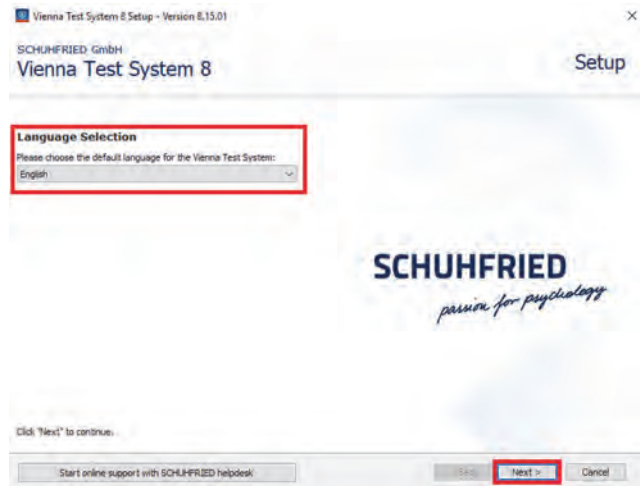 Vienna Test System 8 Setup - Version 8.15.01
SCHUHFRIED GmbH
Vienna Test System 8
Setup
Language Selection
Please choose the default language for the Vienna Test System:
English
SCHUHFRIED
passion for psychology
Click "Next" to continue.
Start online support with SCHUHFRIED helpdesk
Next >
Cancel